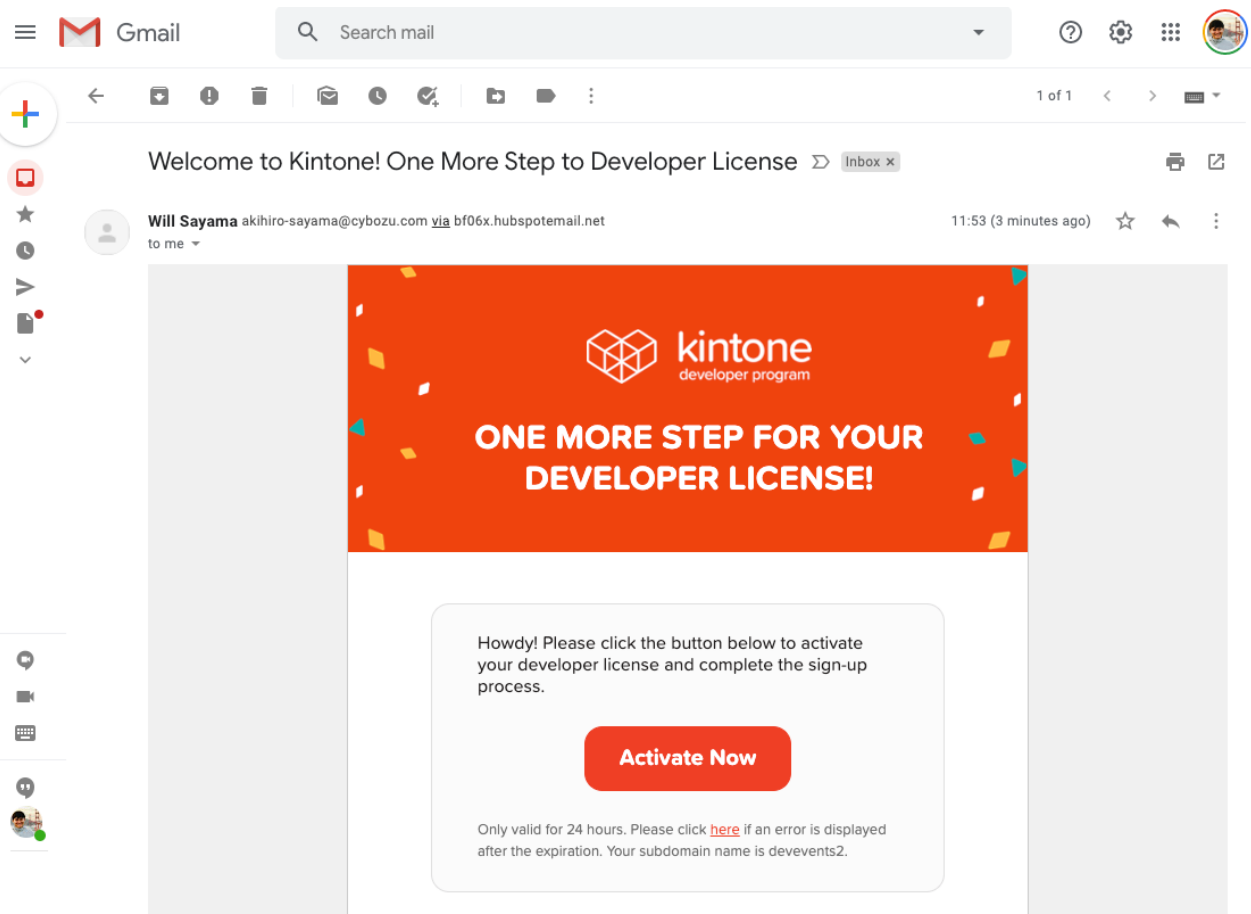 Gmail
Search mail
1 of 1
Welcome to Kintone! One More Step to Developer License
Inbox ×
Will Sayama akihiro-sayama@cybozu.com via bf06x.hubspotemail.net
11:53 (3 minutes ago)
to me
kintone
developer program
ONE MORE STEP FOR YOUR
DEVELOPER LICENSE!
Howdy! Please click the button below to activate
your developer license and complete the sign-up
process.
Activate Now
Only valid for 24 hours. Please click here if an error is displayed
after the expiration. Your subdomain name is devevents2.